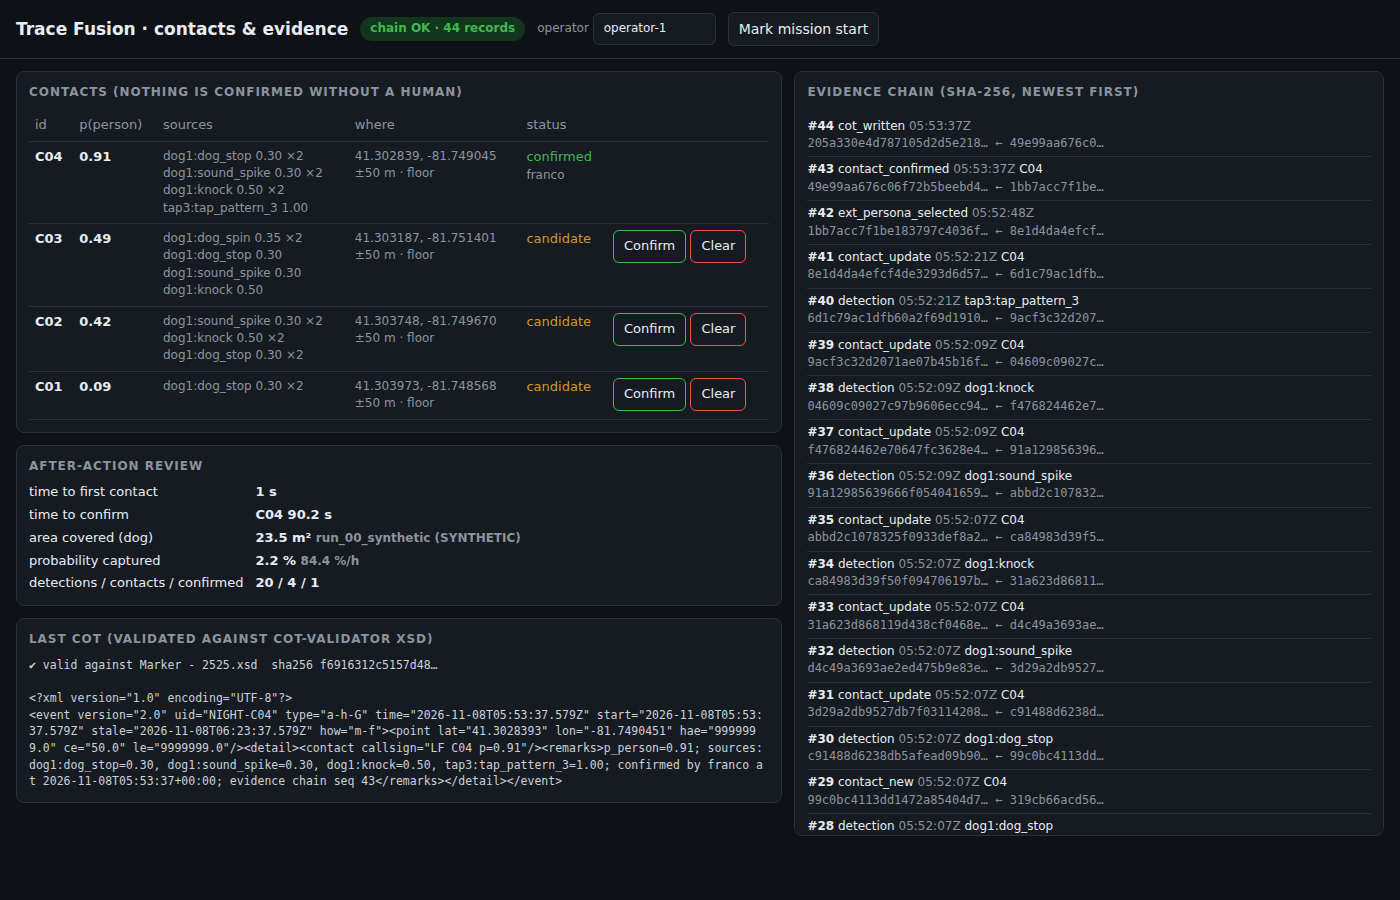 Trace Fusion · contacts & evidence
chain OK · 44 records
operator
operator-1
Mark mission start
CONTACTS (NOTHING IS CONFIRMED WITHOUT A HUMAN)
id p(person) sources where status
C04 0.91 dog1:dog_stop 0.30 ×2 41.302839, -81.749045 confirmed
dog1:sound_spike 0.30 ×2 ±50 m · floor franco
dog1:knock 0.50 ×2
tap3:tap_pattern_3 1.00
C03 0.49 dog1:dog_spin 0.35 ×2 41.303187, -81.751401 candidate Confirm Clear
dog1:dog_stop 0.30 ±50 m · floor
dog1:sound_spike 0.30
dog1:knock 0.50
C02 0.42 dog1:sound_spike 0.30 ×2 41.303748, -81.749670 candidate Confirm Clear
dog1:knock 0.50 ×2 ±50 m · floor
dog1:dog_stop 0.30 ×2
C01 0.09 dog1:dog_stop 0.30 ×2 41.303973, -81.748568 candidate Confirm Clear
±50 m · floor
AFTER-ACTION REVIEW
time to first contact 1 s
time to confirm C04 90.2 s
area covered (dog) 23.5 m² run_00_synthetic (SYNTHETIC)
probability captured 2.2 % 84.4 %/h
detections / contacts / confirmed 20 / 4 / 1
LAST COT (VALIDATED AGAINST COT-VALIDATOR XSD)
✔ valid against Marker - 2525.xsd  sha256 f6916312c5157d48…
<?xml version="1.0" encoding="UTF-8"?>
<event version="2.0" uid="NIGHT-C04" type="a-h-G" time="2026-11-08T05:53:37.579Z" start="2026-11-08T05:53:
37.579Z" stale="2026-11-08T06:23:37.579Z" how="m-f"><point lat="41.3028393" lon="-81.7490451" hae="999999
9.0" ce="50.0" le="9999999.0"/><detail><contact callsign="LF C04 p=0.91"/><remarks>p_person=0.91; sources:
dog1:dog_stop=0.30, dog1:sound_spike=0.30, dog1:knock=0.50, tap3:tap_pattern_3=1.00; confirmed by franco a
t 2026-11-08T05:53:37+00:00; evidence chain seq 43</remarks></detail></event>
EVIDENCE CHAIN (SHA-256, NEWEST FIRST)
#44 cot_written 05:53:37Z
205a330e4d787105d2d5e218… ← 49e99aa676c0…
#43 contact_confirmed 05:53:37Z C04
49e99aa676c06f72b5beebd4… ← 1bb7acc7f1be…
#42 ext_persona_selected 05:52:48Z
1bb7acc7f1be183797c4036f… ← 8e1d4da4efcf…
#41 contact_update 05:52:21Z C04
8e1d4da4efcf4de3293d6d57… ← 6d1c79ac1dfb…
#40 detection 05:52:21Z tap3:tap_pattern_3
6d1c79ac1dfb60a2f69d1910… ← 9acf3c32d207…
#39 contact_update 05:52:09Z C04
9acf3c32d2071ae07b45b16f… ← 04609c09027c…
#38 detection 05:52:09Z dog1:knock
04609c09027c97b9606ecc94… ← f476824462e7…
#37 contact_update 05:52:09Z C04
f476824462e70647fc3628e4… ← 91a129856396…
#36 detection 05:52:09Z dog1:sound_spike
91a12985639666f054041659… ← abbd2c107832…
#35 contact_update 05:52:07Z C04
abbd2c1078325f0933def8a2… ← ca84983d39f5…
#34 detection 05:52:07Z dog1:knock
ca84983d39f50f094706197b… ← 31a623d86811…
#33 contact_update 05:52:07Z C04
31a623d868119d438cf0468e… ← d4c49a3693ae…
#32 detection 05:52:07Z dog1:sound_spike
d4c49a3693ae2ed475b9e83e… ← 3d29a2db9527…
#31 contact_update 05:52:07Z C04
3d29a2db9527db7f03114208… ← c91488d6238d…
#30 detection 05:52:07Z dog1:dog_stop
c91488d6238db5afead09b90… ← 99c0bc4113dd…
#29 contact_new 05:52:07Z C04
99c0bc4113dd1472a85404d7… ← 319cb66acd56…
#28 detection 05:52:07Z dog1:dog_stop